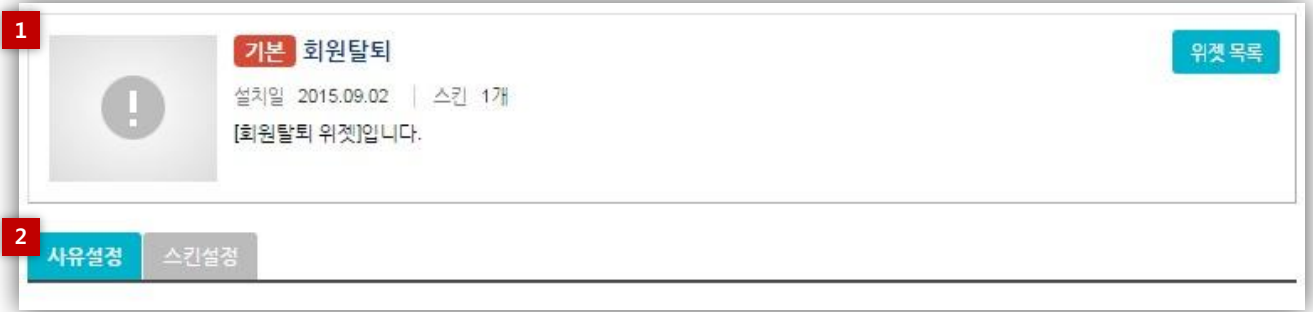 1
기본 회원탈퇴
위젯 목록
설치일 2015.09.02 | 스킨 1개
[회원탈퇴 위젯]입니다.
2
사유설정 스킨설정